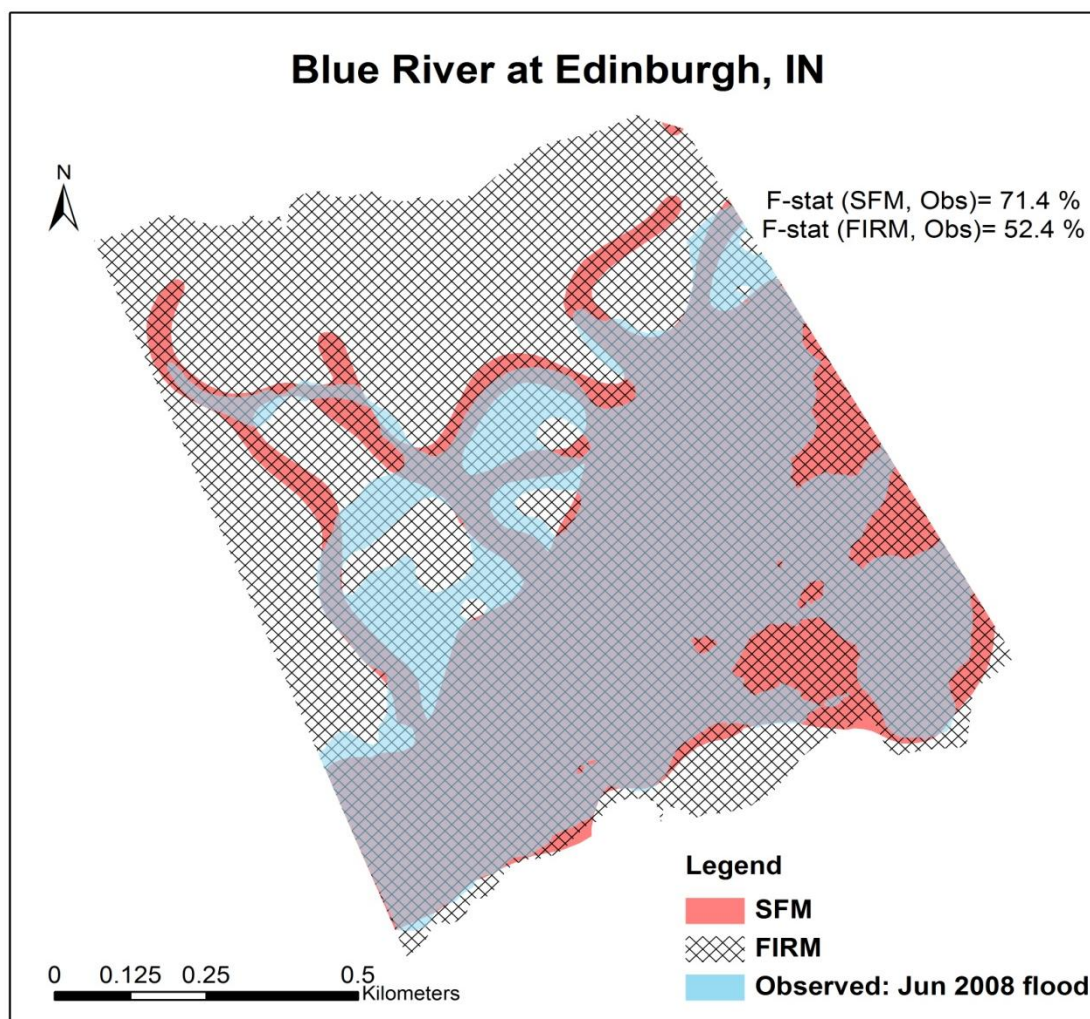 Blue River at Edinburgh, IN
N
F-stat (SFM, Obs)= 71.4 %
F-stat (FIRM, Obs)= 52.4 %
Legend
SFM
FIRM
Observed: Jun 2008 flood
0 0.125 0.25 0.5
Kilometers